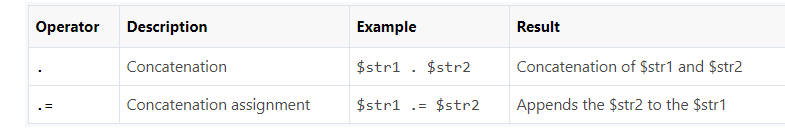 Operator Description Example Result
. Concatenation $str1 . $str2 Concatenation of $str1 and $str2
.= Concatenation assignment $str1 .= $str2 Appends the $str2 to the $str1